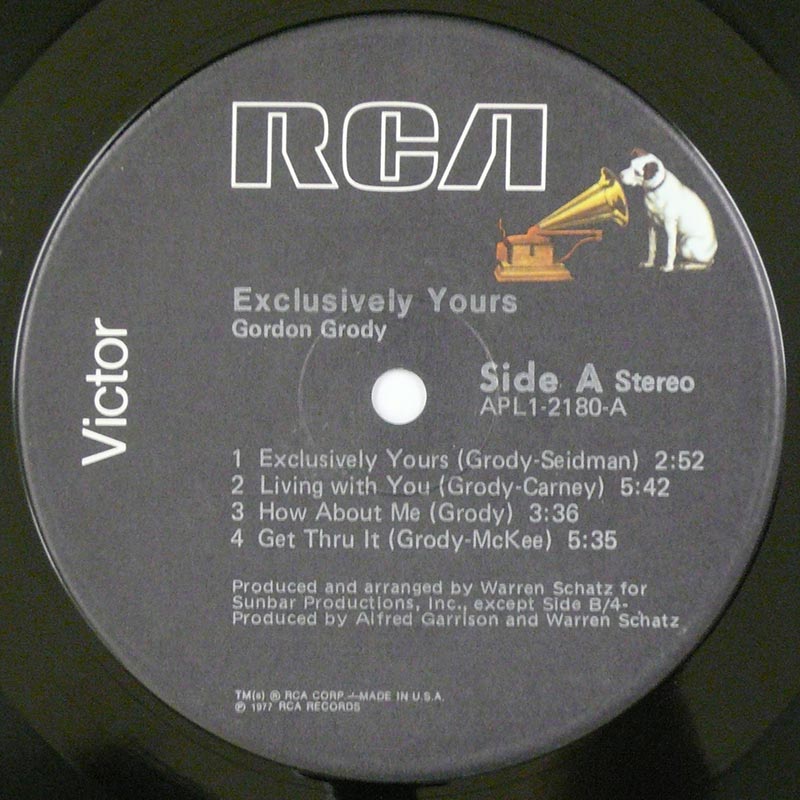 RCA
Victor
Exclusively Yours
Gordon Grody
Side A Stereo
APL1-2180-A
1 Exclusively Yours (Grody-Seidman) 2:52
2 Living with You (Grody-Carney) 5:42
3 How About Me (Grody) 3:36
4 Get Thru It (Grody-McKee) 5:35
Produced and arranged by Warren Schatz for
Sunbar Productions, Inc., except Side B/4-
Produced by Alfred Garrison and Warren Schatz
TM(s) ® RCA CORP.—MADE IN U.S.A.
℗ 1977 RCA RECORDS